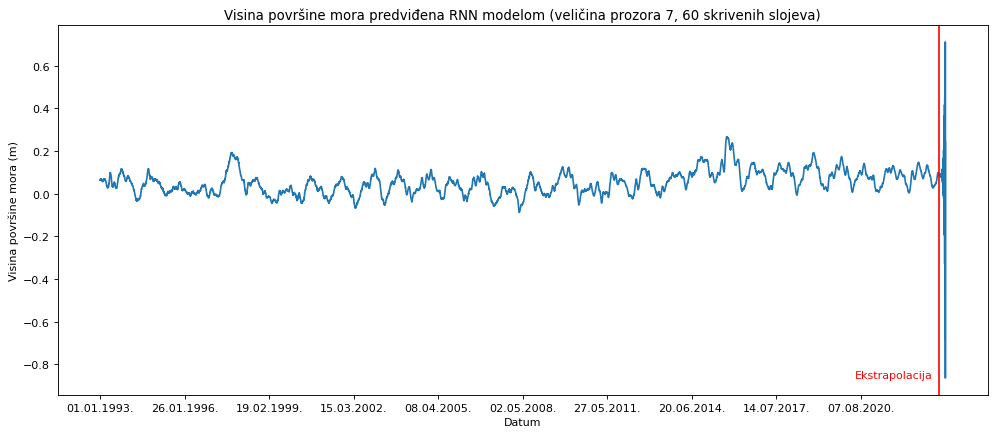 Visina površine mora predviđena RNN modelom (veličina prozora 7, 60 skrivenih slojeva)
Visina površine mora (m)
0.6
0.4
0.2
0.0
−0.2
−0.4
−0.6
−0.8
Ekstrapolacija
01.01.1993. 26.01.1996. 19.02.1999. 15.03.2002. 08.04.2005. 02.05.2008. 27.05.2011. 20.06.2014. 14.07.2017. 07.08.2020.
Datum